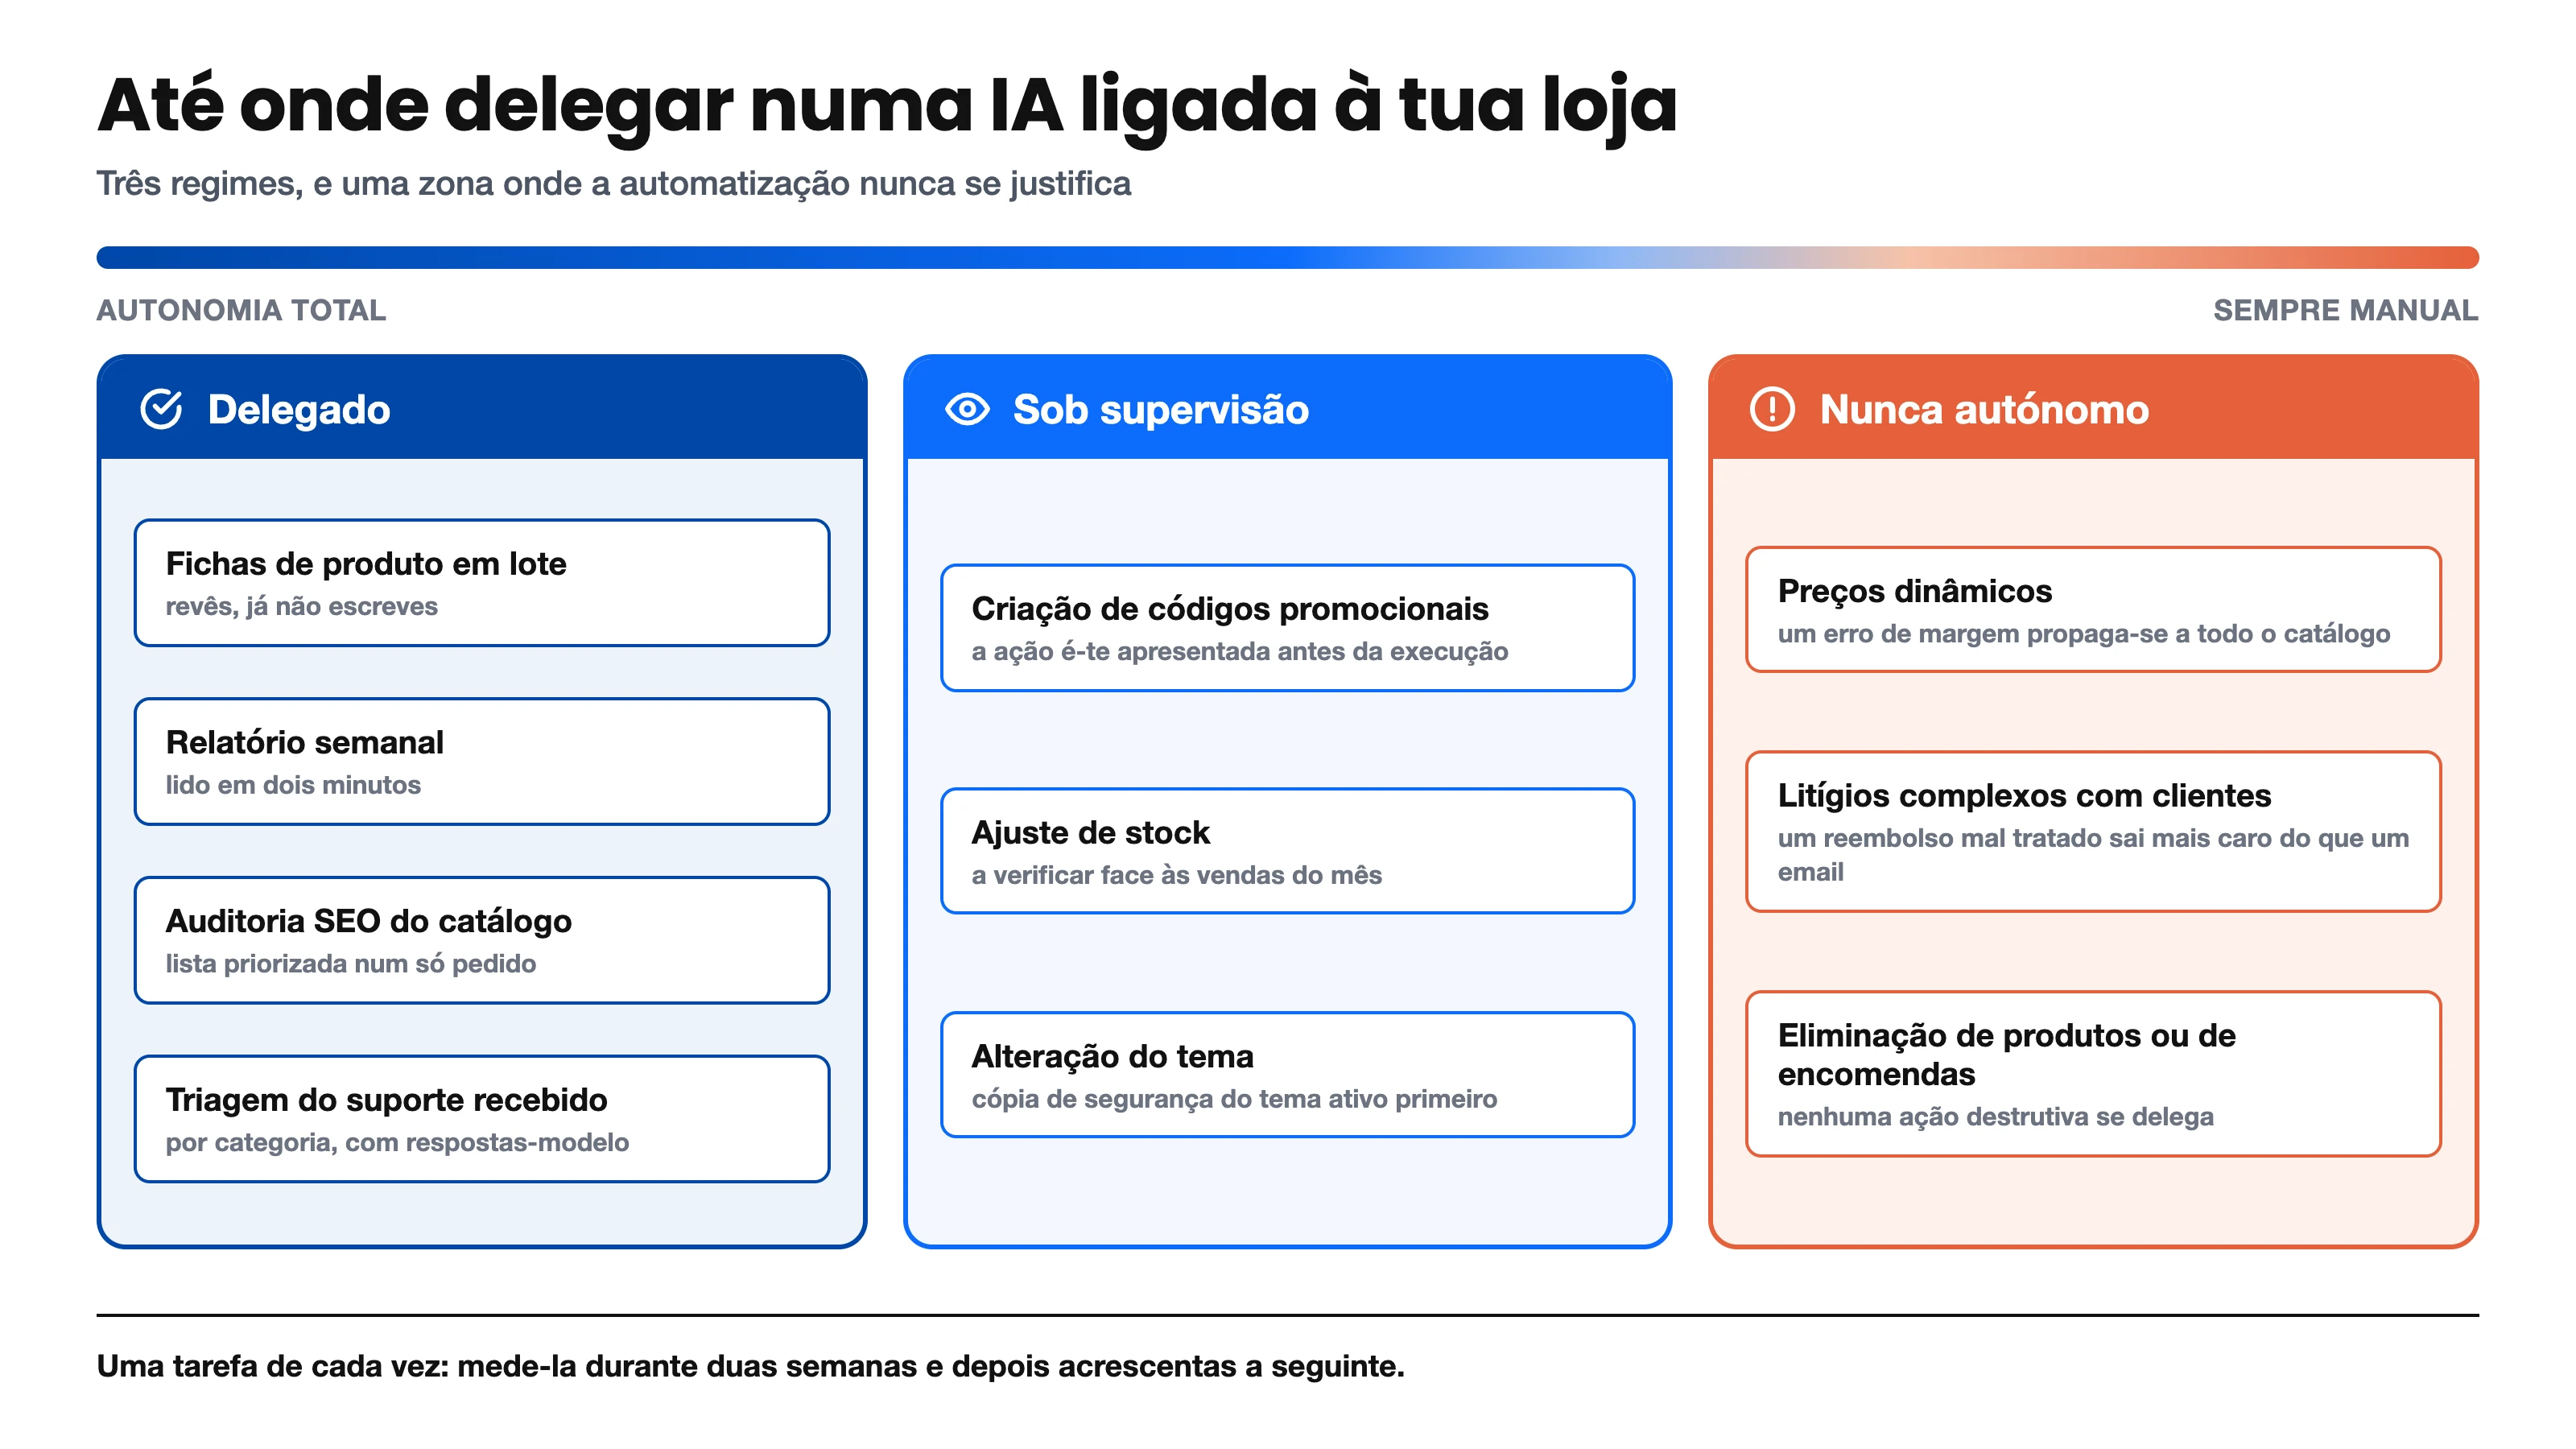 Até onde delegar numa IA ligada à tua loja
Três regimes, e uma zona onde a automatização nunca se justifica
AUTONOMIA TOTAL
SEMPRE MANUAL
Delegado
Fichas de produto em lote
revês, já não escreves
Relatório semanal
lido em dois minutos
Auditoria SEO do catálogo
lista priorizada num só pedido
Triagem do suporte recebido
por categoria, com respostas-modelo
Sob supervisão
Criação de códigos promocionais
a ação é-te apresentada antes da execução
Ajuste de stock
a verificar face às vendas do mês
Alteração do tema
cópia de segurança do tema ativo primeiro
Nunca autónomo
Preços dinâmicos
um erro de margem propaga-se a todo o catálogo
Litígios complexos com clientes
um reembolso mal tratado sai mais caro do que um
email
Eliminação de produtos ou de
encomendas
nenhuma ação destrutiva se delega
Uma tarefa de cada vez: mede-la durante duas semanas e depois acrescentas a seguinte.